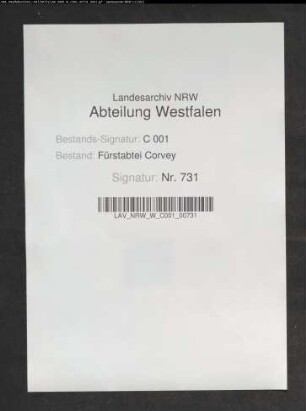 Landesarchiv NRW
Abteilung Westfalen
Bestands-Signatur: C 001
Bestand: Fürstabtei Corvey
Signatur: Nr. 731
LAV_NRW_W_C001_00731